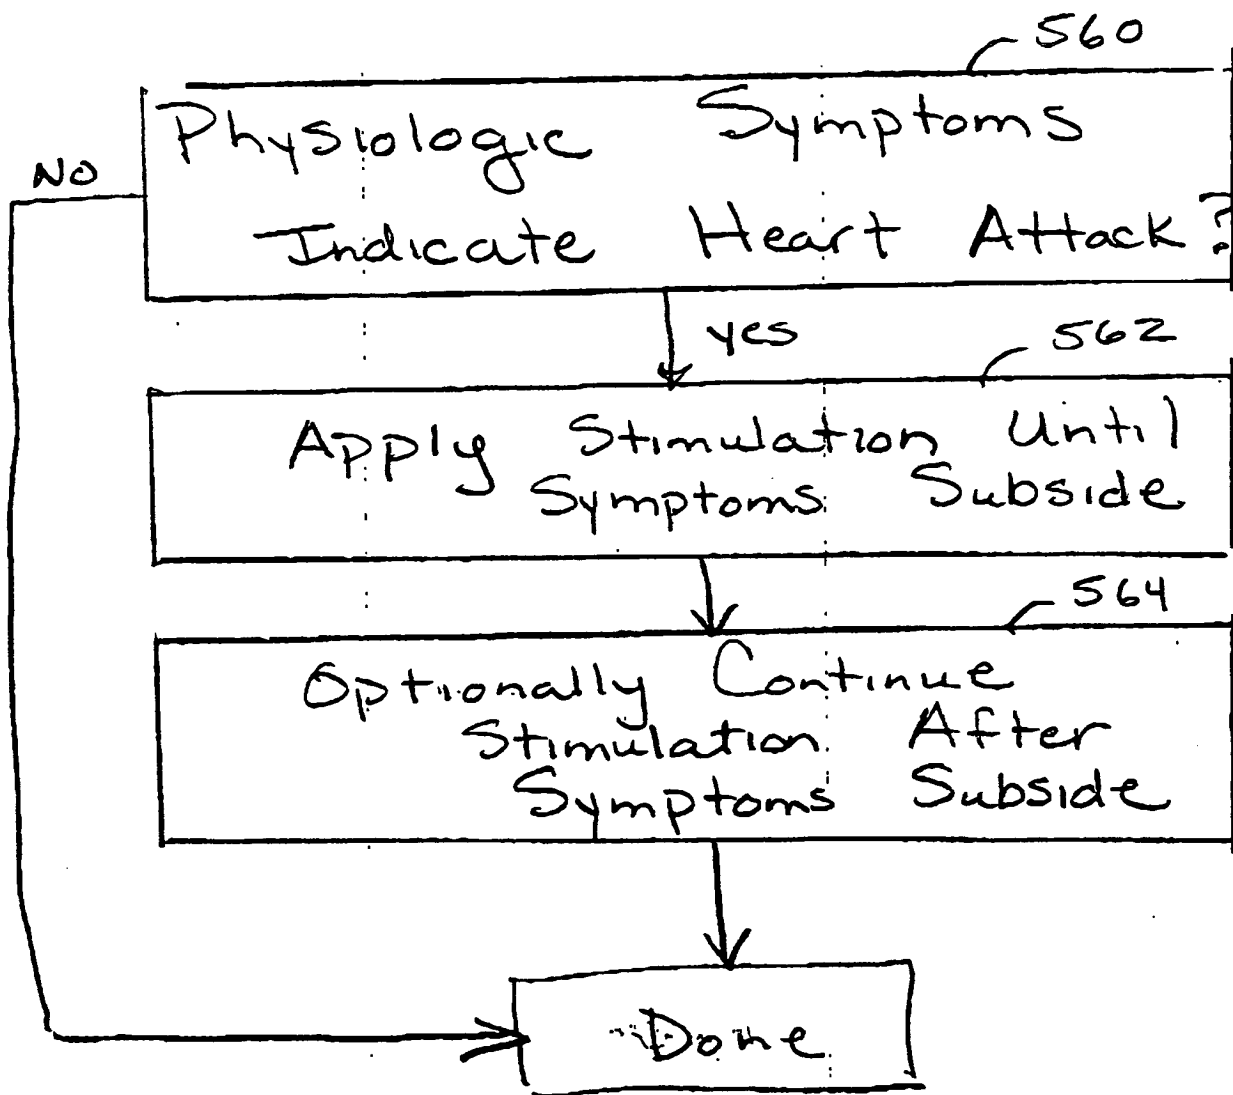 560
Physiologic Symptoms
Indicate Heart Attack?
NO
yes
562
Apply Stimulation Until
Symptoms Subside
564
Optionally Continue
Stimulation After
Symptoms Subside
Done